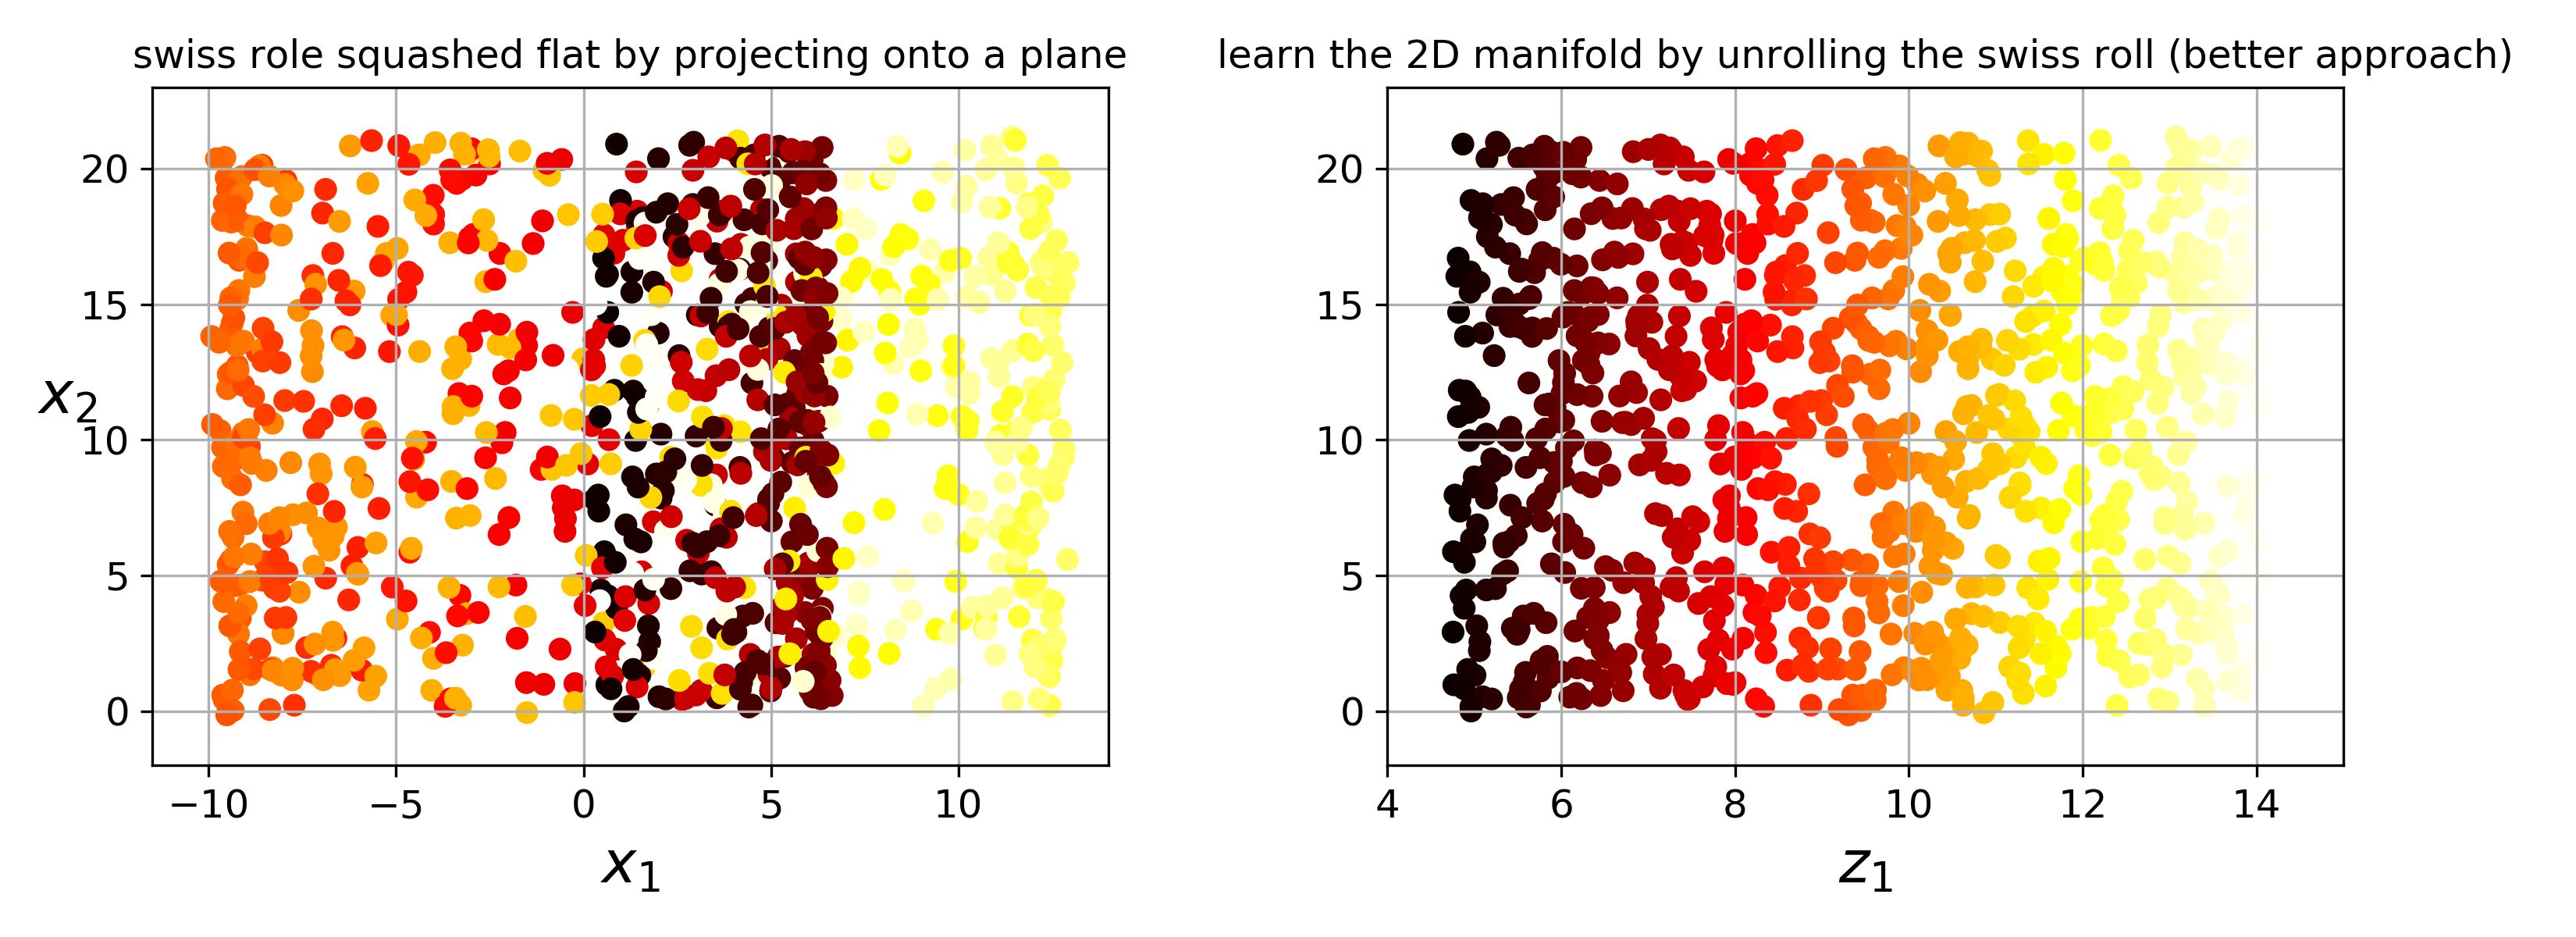 swiss role squashed flat by projecting onto a plane
learn the 2D manifold by unrolling the swiss roll (better approach)
20
15
10
5
0
x₂
−10 −5 0 5 10
x₁
20
15
10
5
0
4 6 8 10 12 14
z₁